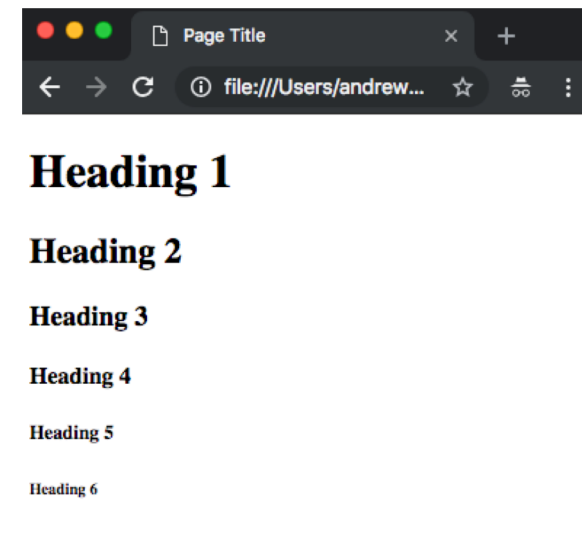 Page Title
file:///Users/andrew...
Heading 1
Heading 2
Heading 3
Heading 4
Heading 5
Heading 6